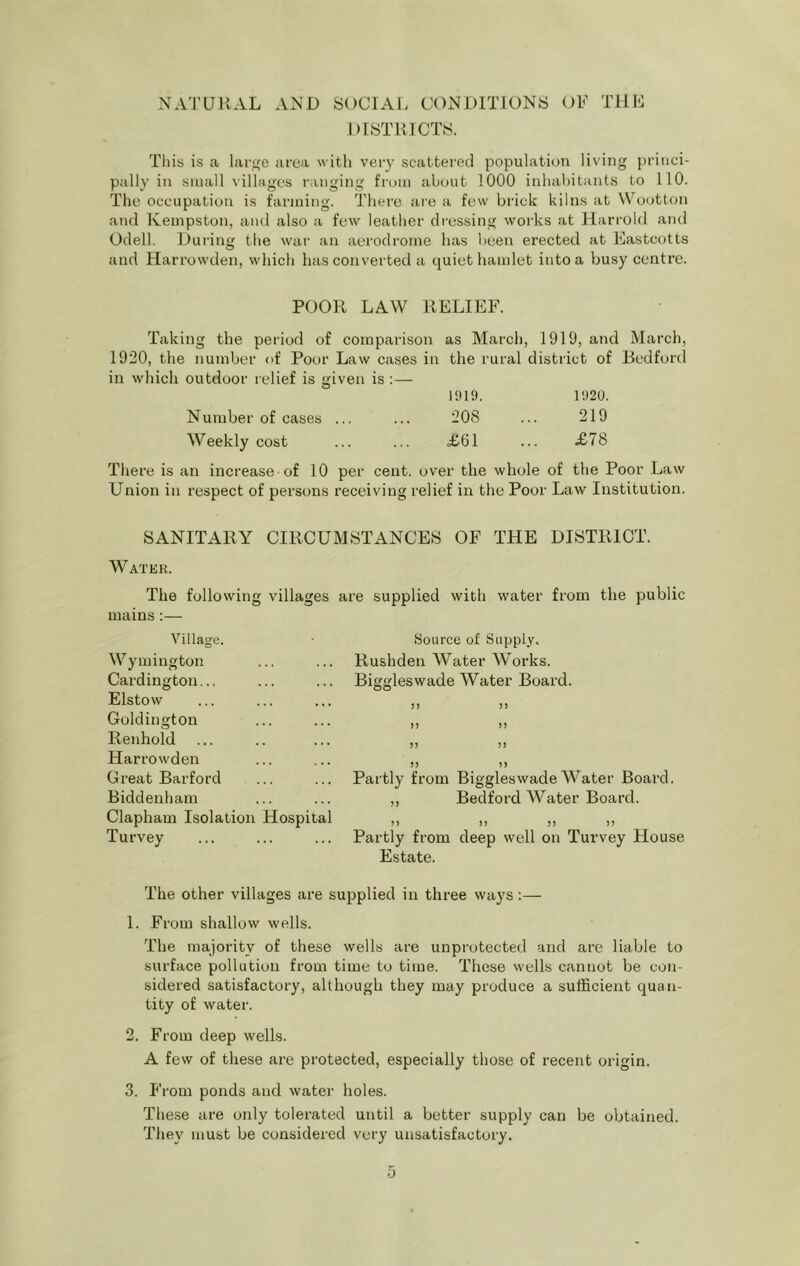 NATURAL AND SOCIAL CONDITIONS OF THE
DISTRICTS.
This is a large area with very scattered population living princi-
pally in small villages ranging from about 1000 inhabitants to 110.
The occupation is farming. There are a few brick kilns at Wootton
and Kempston, and also a few leather dressing works at Harrold and
Odell. During the war an aerodrome has been erected at Eastcotts
and Harrowden, which has converted a quiet hamlet into a busy centre.
POOR LAW RELIEF.
Taking the period of comparison as March, 1919, and March,
1920, the number of Poor Law cases in the rural district of Bedford
in which outdoor relief is given is :—
1919. 1920.
Number of cases ... ... 208 ... 219
Weekly cost ... ... £61 ... £78
There is an increase of 10 per cent. over the whole of the Poor Law
Union in respect of persons receiving relief in the Poor Law Institution.
SANITARY CIRCUMSTANCES OF THE DISTRICT.
WATER.
The following villages are supplied with water from the public
mains :—
Village. Source of Supply.
Wymington ... ... Rushden Water Works.
Cardington... ... ... Biggleswade Water Board.
Elstow ... ... ... ,, ,,
Goldington ... ... ,, ,,
Renhold ... .. ... ,, ,,
Harrowden ... ... ,, ,,
Great Barford ... ... Partly from Biggleswade Water Board.
Biddenham ... ... ,, Bedford Water Board.
Clapham Isolation Hospital ,, ,, ,, ,,
Turvey ... ... ... Partly from deep well on Turvey House
Estate.
The other villages are supplied in three ways :—
1. From shallow wells.
The majority of these wells are unprotected and are liable to
surface pollution from time to time. These wells cannot be con-
sidered satisfactory, although they may produce a sufficient quan-
tity of water.
2. From deep wells.
A few of these are protected, especially those of recent origin.
3. From ponds and water holes.
These are only tolerated until a better supply can be obtained.
They must be considered very unsatisfactory.
5